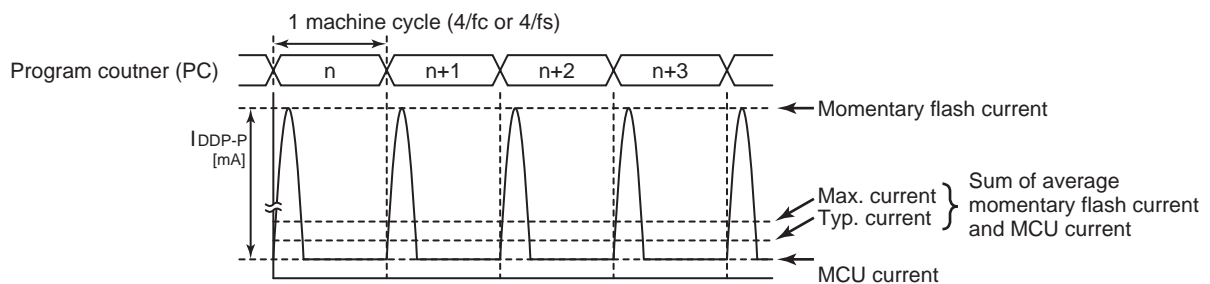 1 machine cycle (4/fc or 4/fs)
Program coutner (PC)
n
n+1
n+2
n+3
Momentary flash current
IDDP-P
[mA]
Max. current
Typ. current
Sum of average
momentary flash current
and MCU current
MCU current